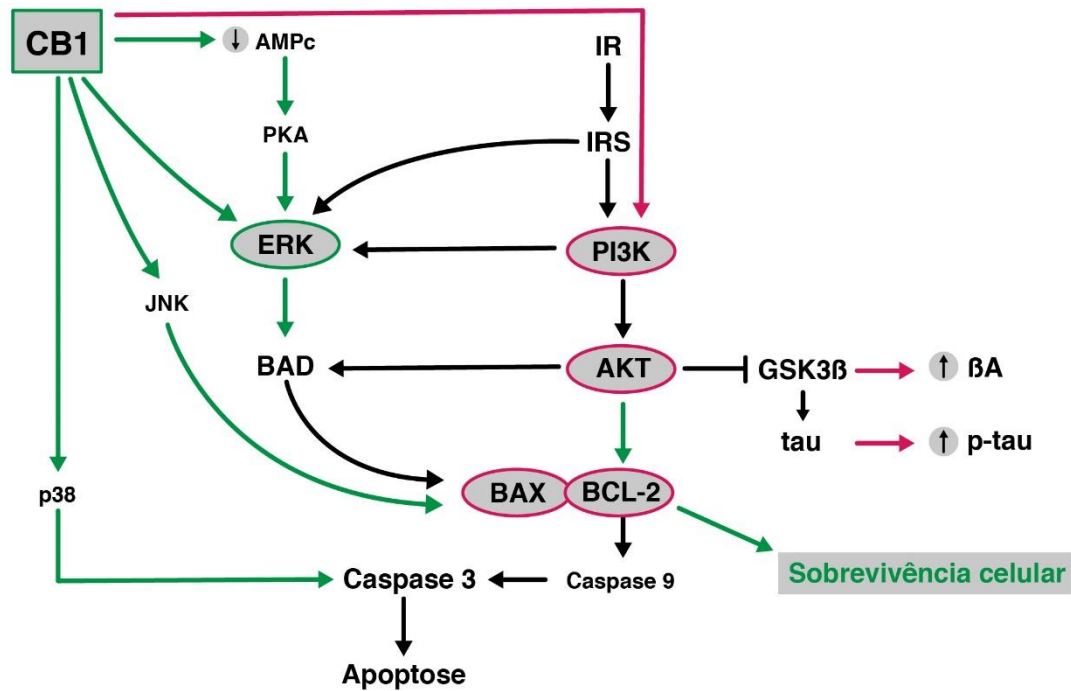 CB1
↓ AMPc
IR
PKA
IRS
ERK
PI3K
JNK
BAD
AKT
GSK3ß
↑ ßA
tau
↑ p-tau
p38
BAX
BCL-2
Caspase 3
Caspase 9
Sobrevivência celular
Apoptose